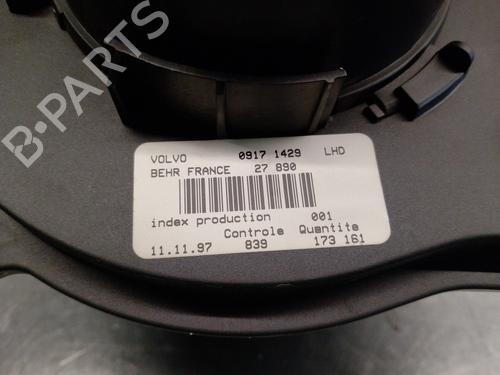 B-PARTS
VOLVO 0917 1429 LHD
BEHR FRANCE 27 890
index production 001
Controle Quantite
11.11.97 839 173 161